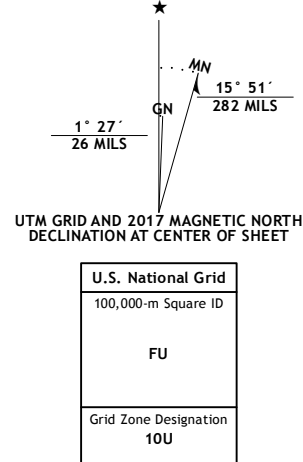 ★
MN
15° 51´
282 MILS
GN
1° 27´
26 MILS
UTM GRID AND 2017 MAGNETIC NORTH
DECLINATION AT CENTER OF SHEET
U.S. National Grid
100,000-m Square ID
FU
Grid Zone Designation
10U